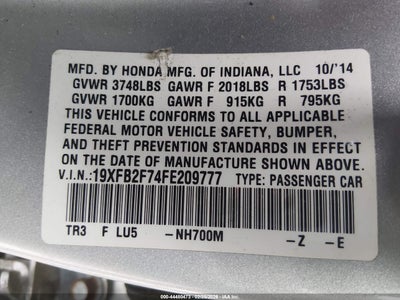 MFD. BY HONDA MFG. OF INDIANA, LLC 10/'14
GVWR 3748LBS GAWR F 2018LBS R 1753LBS
GVWR 1700KG GAWR F 915KG R 795KG
THIS VEHICLE CONFORMS TO ALL APPLICABLE
FEDERAL MOTOR VEHICLE SAFETY, BUMPER,
AND THEFT PREVENTION STANDARDS IN EFFECT
ON THE DATE OF MANUFACTURE SHOWN ABOVE.
V.I.N: 19XFB2F74FE209777 TYPE: PASSENGER CAR
TR3 F LU5 -NH700M -Z -E